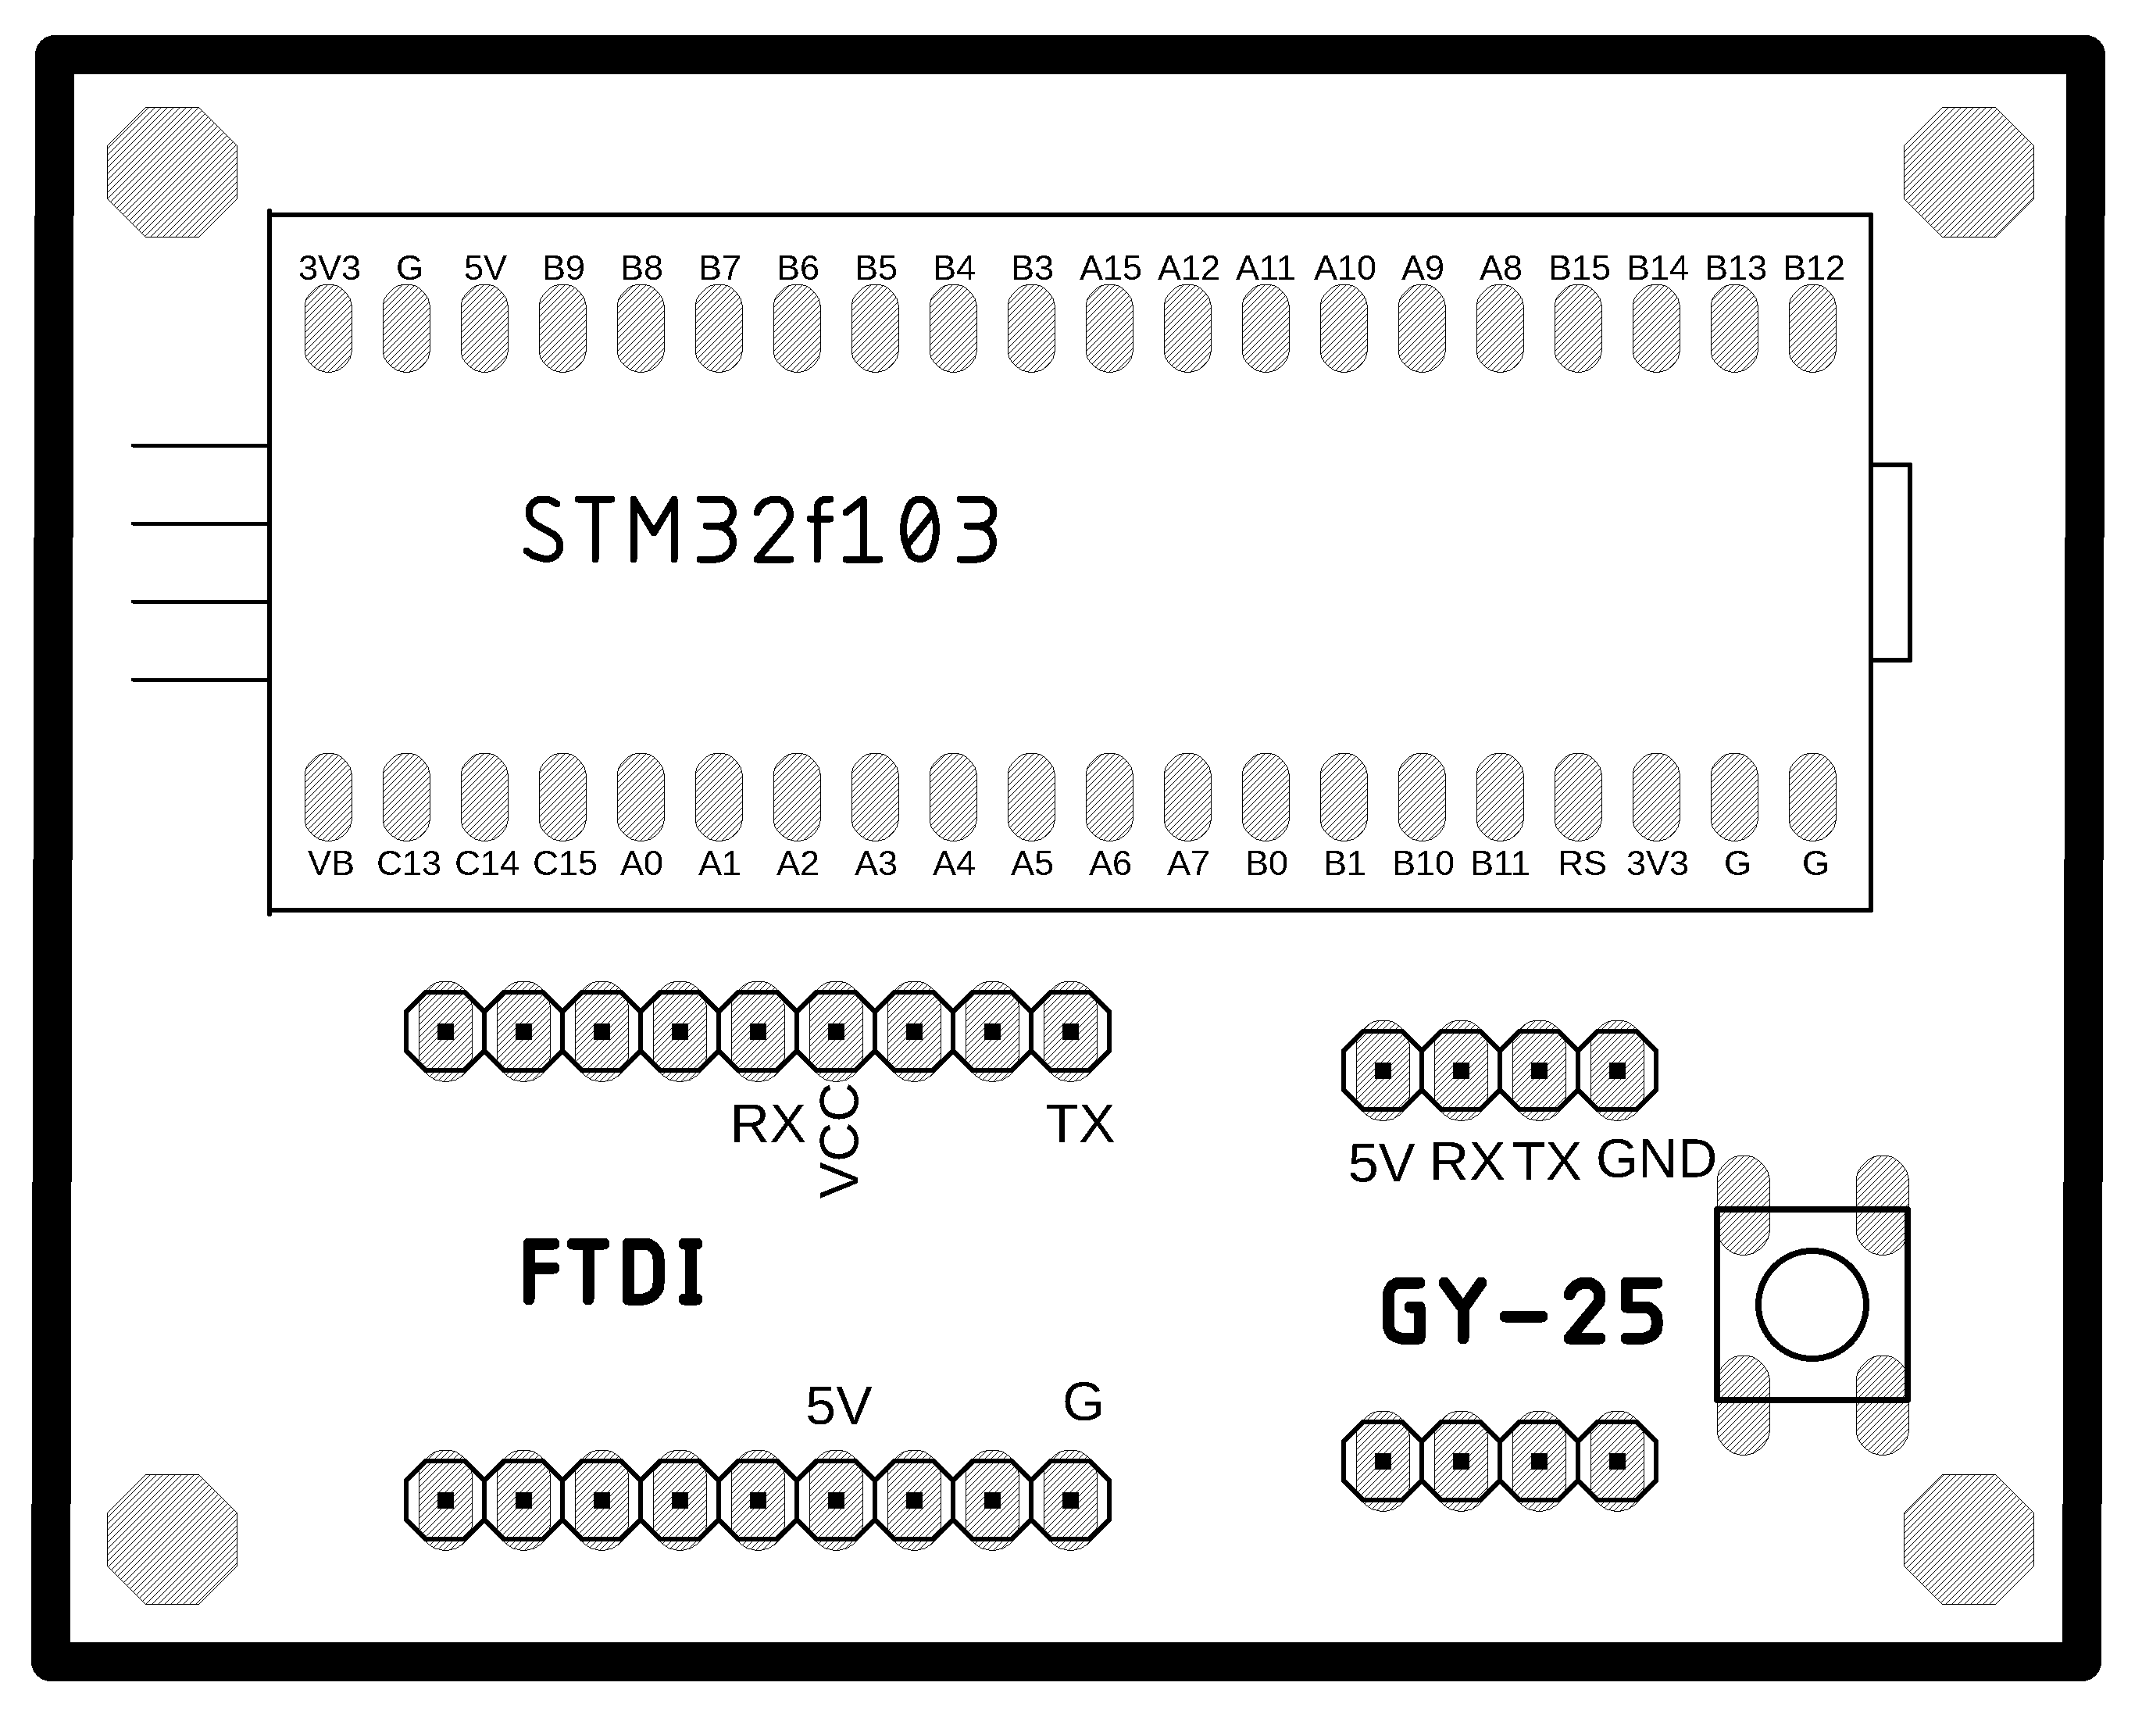 3V3 G 5V B9 B8 B7 B6 B5 B4 B3 A15 A12 A11 A10 A9 A8 B15 B14 B13 B12
STM32f103
VB C13 C14 C15 A0 A1 A2 A3 A4 A5 A6 A7 B0 B1 B10 B11 RS 3V3 G G
RX VCC TX
5V RX TX GND
FTDI
GY-25
5V G